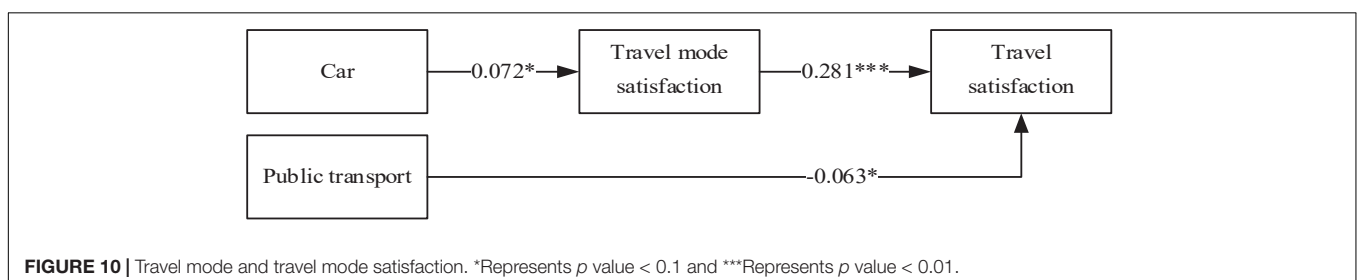 Car
0.072*
Travel mode
satisfaction
0.281***
Travel
satisfaction
Public transport
-0.063*
FIGURE 10 | Travel mode and travel mode satisfaction. *Represents p value < 0.1 and ***Represents p value < 0.01.